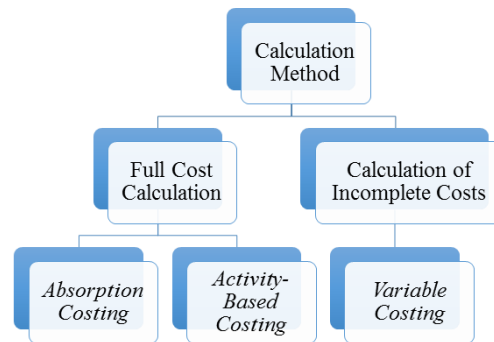 Calculation
Method
Full Cost
Calculation
Calculation of
Incomplete Costs
Absorption
Costing
Activity-
Based
Costing
Variable
Costing